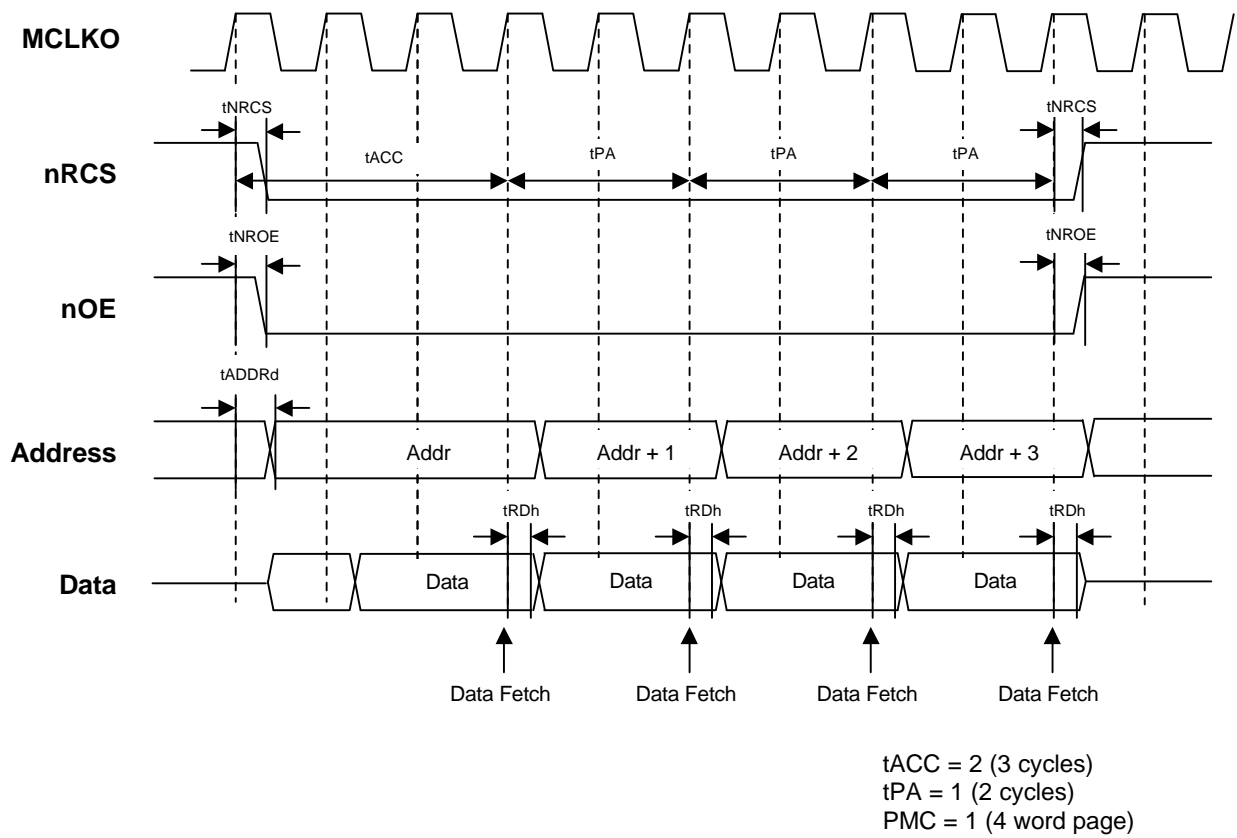 MCLKO
tNRCS
tNRCS
tACC
tPA
tPA
tPA
nRCS
tNROE
tNROE
nOE
tADDRd
Address
Addr
Addr + 1
Addr + 2
Addr + 3
tRDh
tRDh
tRDh
tRDh
Data
Data
Data
Data
Data
Data Fetch
Data Fetch
Data Fetch
Data Fetch
tACC = 2 (3 cycles)
tPA = 1 (2 cycles)
PMC = 1 (4 word page)